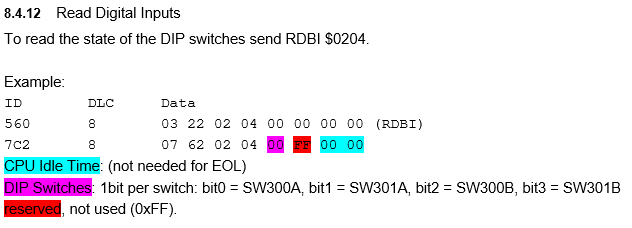 8.4.12 Read Digital Inputs
To read the state of the DIP switches send RDBI $0204.
Example:
ID DLC Data
560 8 03 22 02 04 00 00 00 00 (RDBI)
7C2 8 07 62 02 04 00 FF 00 00
CPU Idle Time: (not needed for EOL)
DIP Switches: 1bit per switch: bit0 = SW300A, bit1 = SW301A, bit2 = SW300B, bit3 = SW301B
reserved, not used (0xFF).